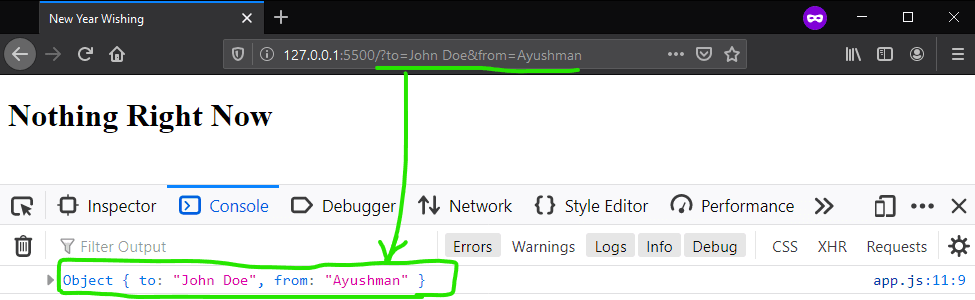 New Year Wishing
127.0.0.1:5500/?to=John Doe&from=Ayushman
Nothing Right Now
Inspector Console Debugger Network Style Editor Performance
Filter Output Errors Warnings Logs Info Debug CSS XHR Requests
Object { to: "John Doe", from: "Ayushman" } app.js:11:9